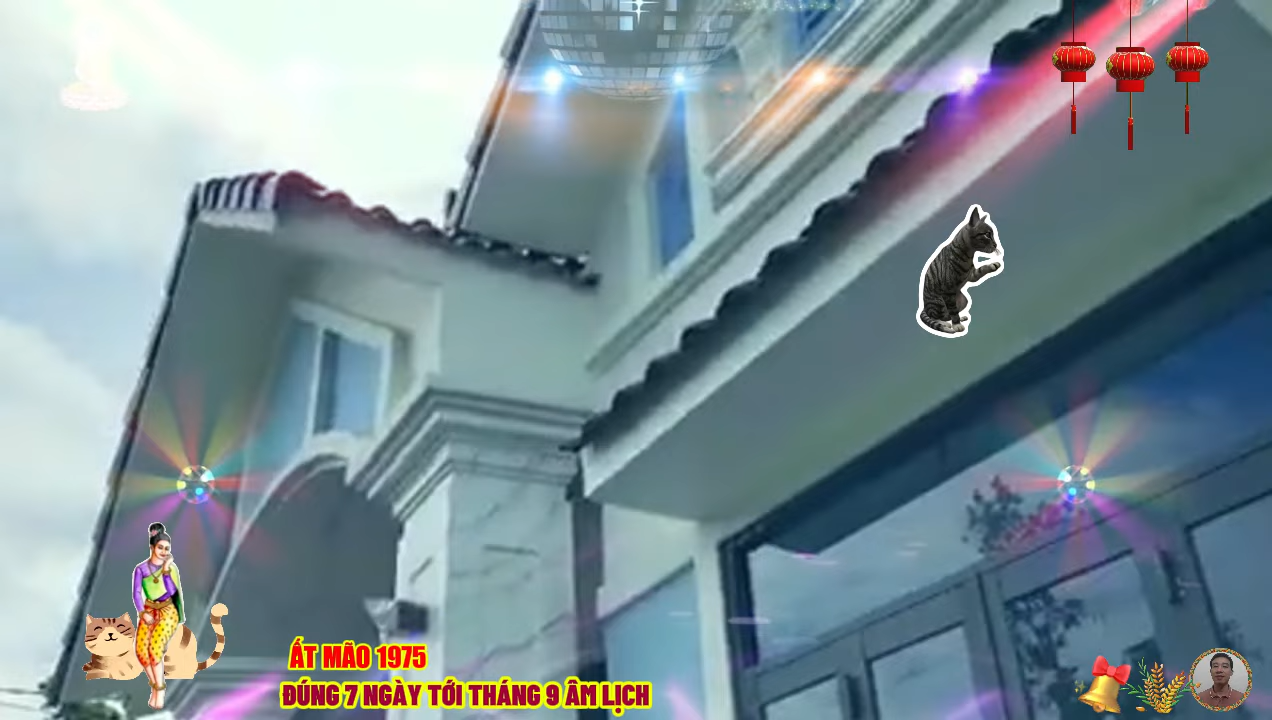 ẤT MÃO 1975
ĐÚNG 7 NGÀY TỚI THÁNG 9 ÂM LỊCH